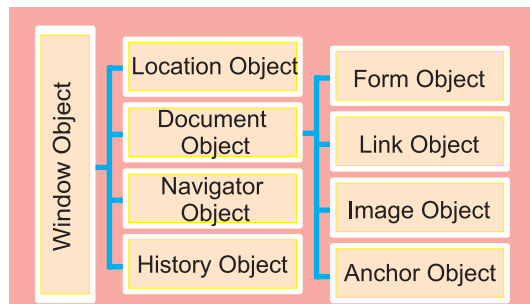 Window Object
Location Object
Document
Object
Navigator
Object
History Object
Form Object
Link Object
Image Object
Anchor Object